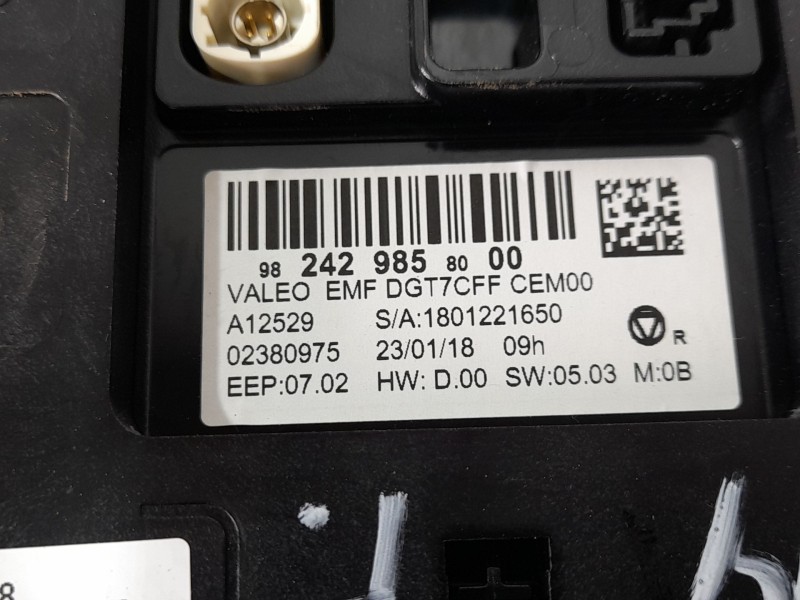 98 242 985 80 00
VALEO EMF DGT7CFF CEM00
A12529 S/A:1801221650
02380975 23/01/18 09h
R
EEP:07.02 HW: D.00 SW:05.03 M:0B
8